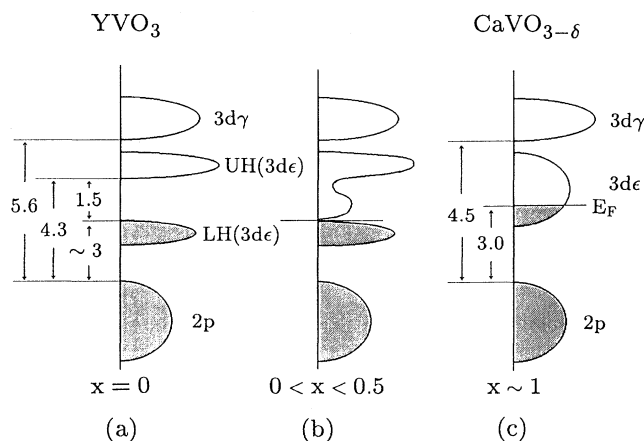 YVO₃
CaVO₃₋δ
3dγ
UH(3dϵ)
1.5
5.6
4.3
~ 3
LH(3dϵ)
2p
x = 0
(a)
0 < x < 0.5
(b)
3dγ
3dϵ
E_F
4.5
3.0
2p
x ~ 1
(c)